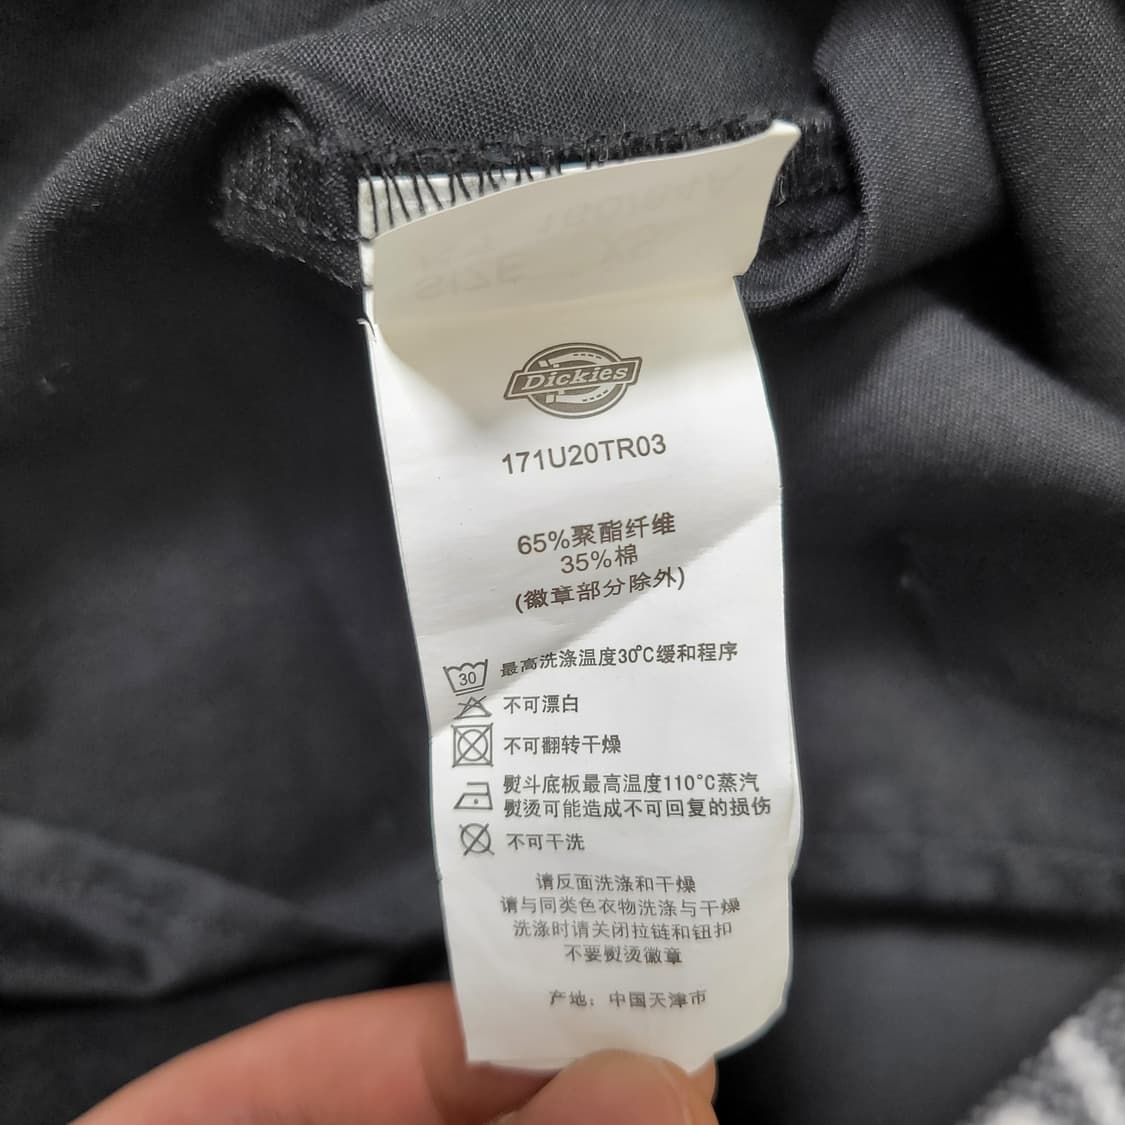 Dickies
171U20TR03
65%聚酯纤维
35%棉
(徽章部分除外)
30
最高洗涤温度30℃缓和程序
不可漂白
不可翻转干燥
熨斗底板最高温度110°C蒸汽
熨烫可能造成不可回复的损伤
不可干洗
请反面洗涤和干燥
请与同类色衣物洗涤与干燥
洗涤时请关闭拉链和钮扣
不要熨烫徽章
产地：中国天津市